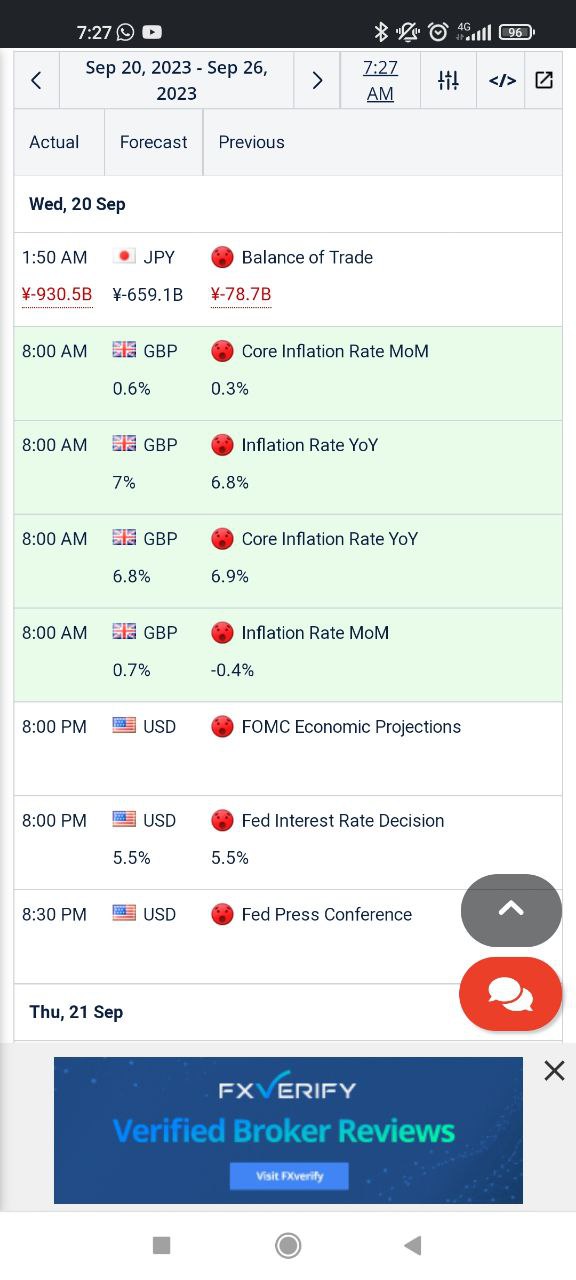 7:27
4G
96
Sep 20, 2023 - Sep 26,
2023
7:27
AM
</>
Actual Forecast Previous
Wed, 20 Sep
1:50 AM JPY Balance of Trade
¥-930.5B ¥-659.1B ¥-78.7B
8:00 AM GBP Core Inflation Rate MoM
0.6% 0.3%
8:00 AM GBP Inflation Rate YoY
7% 6.8%
8:00 AM GBP Core Inflation Rate YoY
6.8% 6.9%
8:00 AM GBP Inflation Rate MoM
0.7% -0.4%
8:00 PM USD FOMC Economic Projections
8:00 PM USD Fed Interest Rate Decision
5.5% 5.5%
8:30 PM USD Fed Press Conference
Thu, 21 Sep
FXVERIFY
Verified Broker Reviews
Visit FXverify